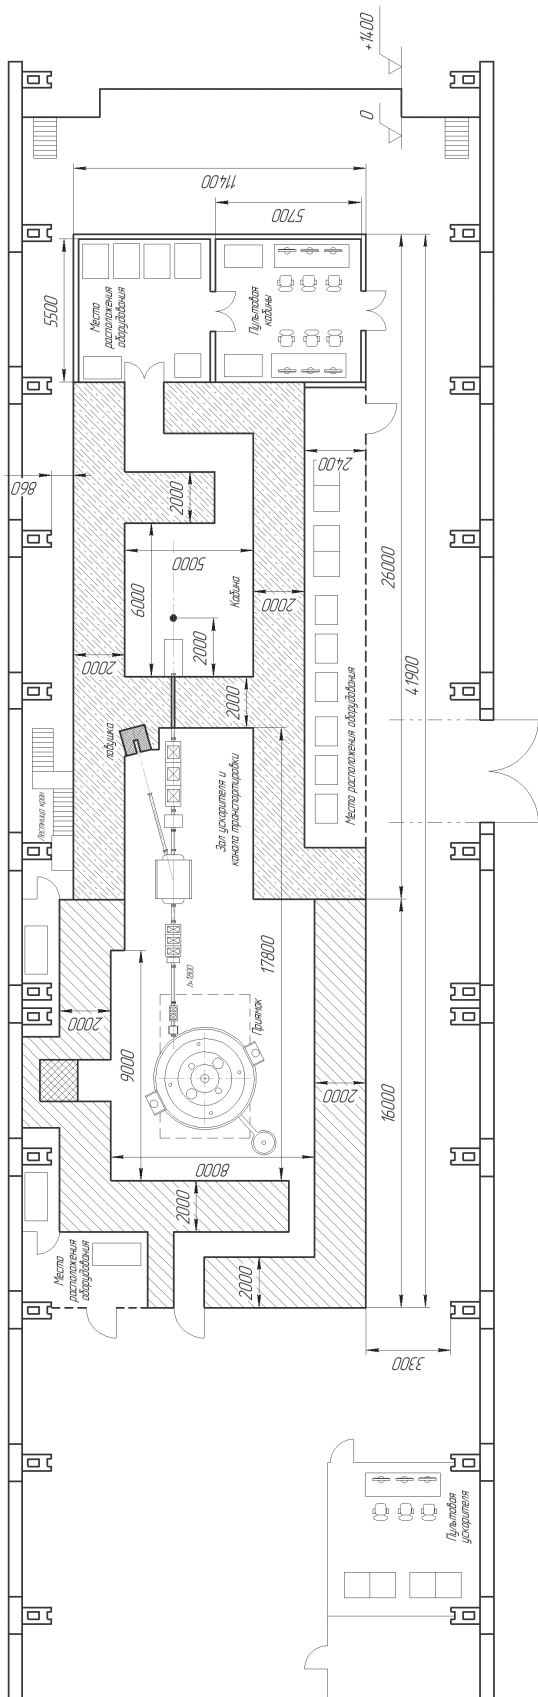 +1400
0
11400
5700
5500
Место
расположения
оборудования
Пультовая
кабины
860
2000
2400
5000
6000
Кабина
2000
26000
2000
2000
2000
41900
Ловушка
Место расположения оборудования
Лестница кран
Зал ускорителя и
канала транспортировки
17800
h=1800
2000
9000
Приямок
2000
16000
8000
2000
Место
расположения
оборудования
2000
3300
Пультовая
ускорителя